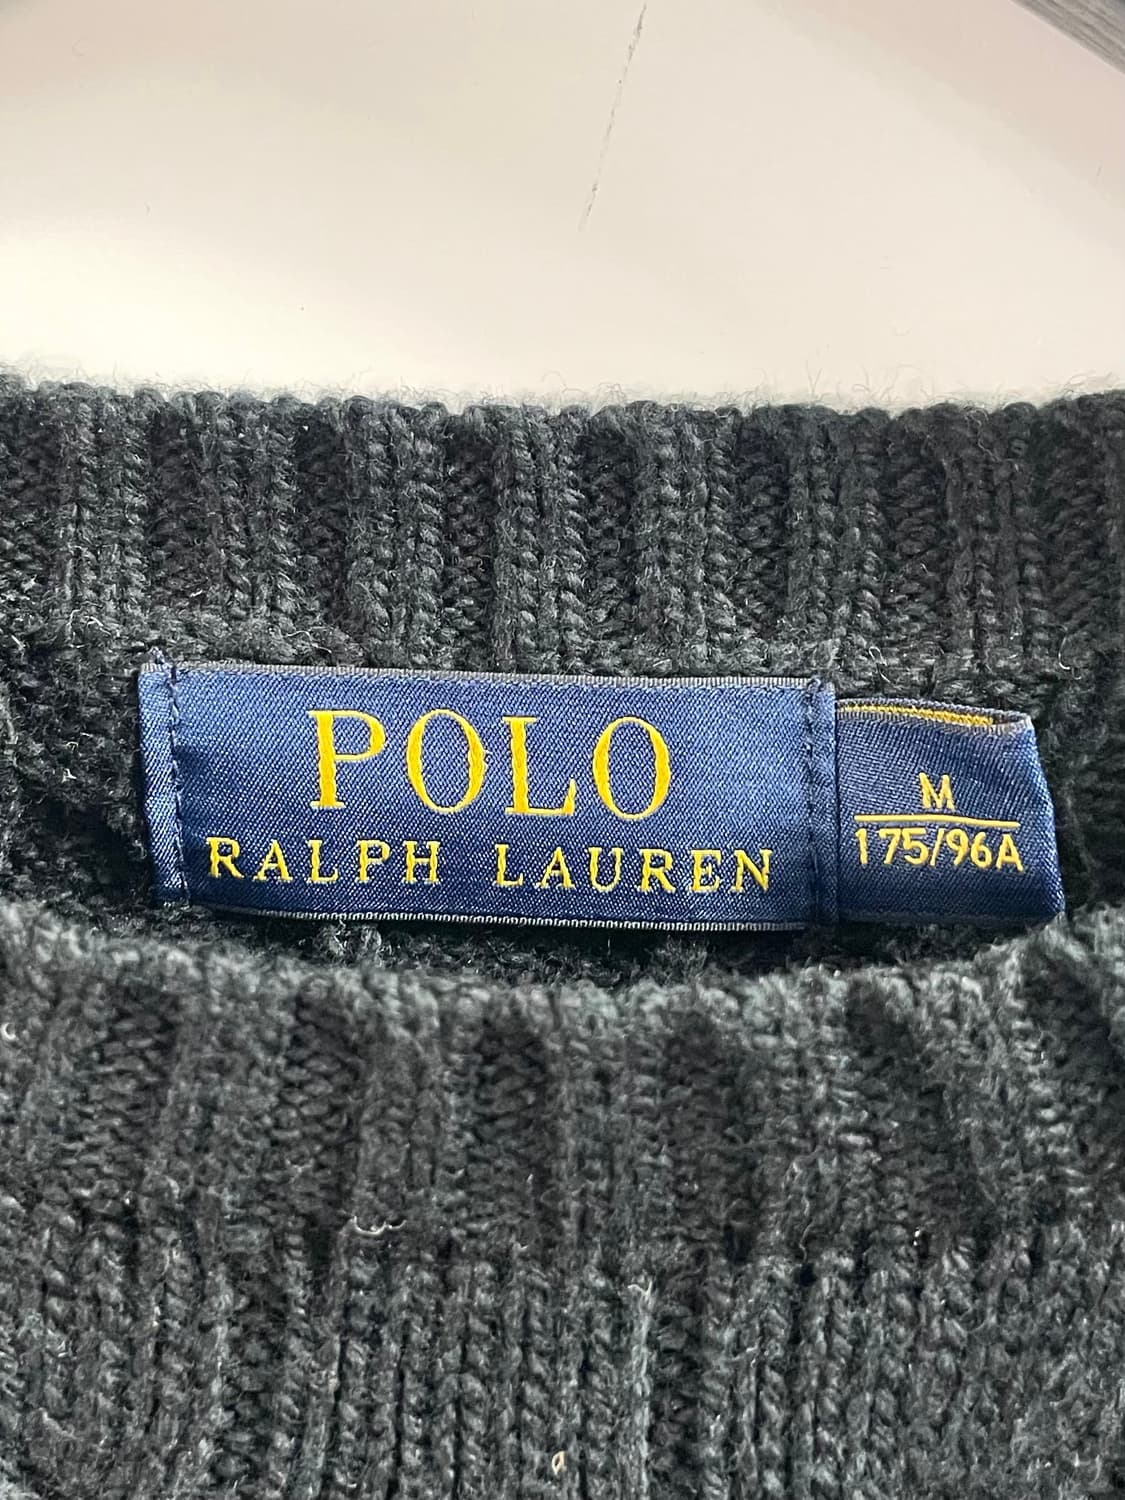 POLO
RALPH LAUREN
M
175/96A